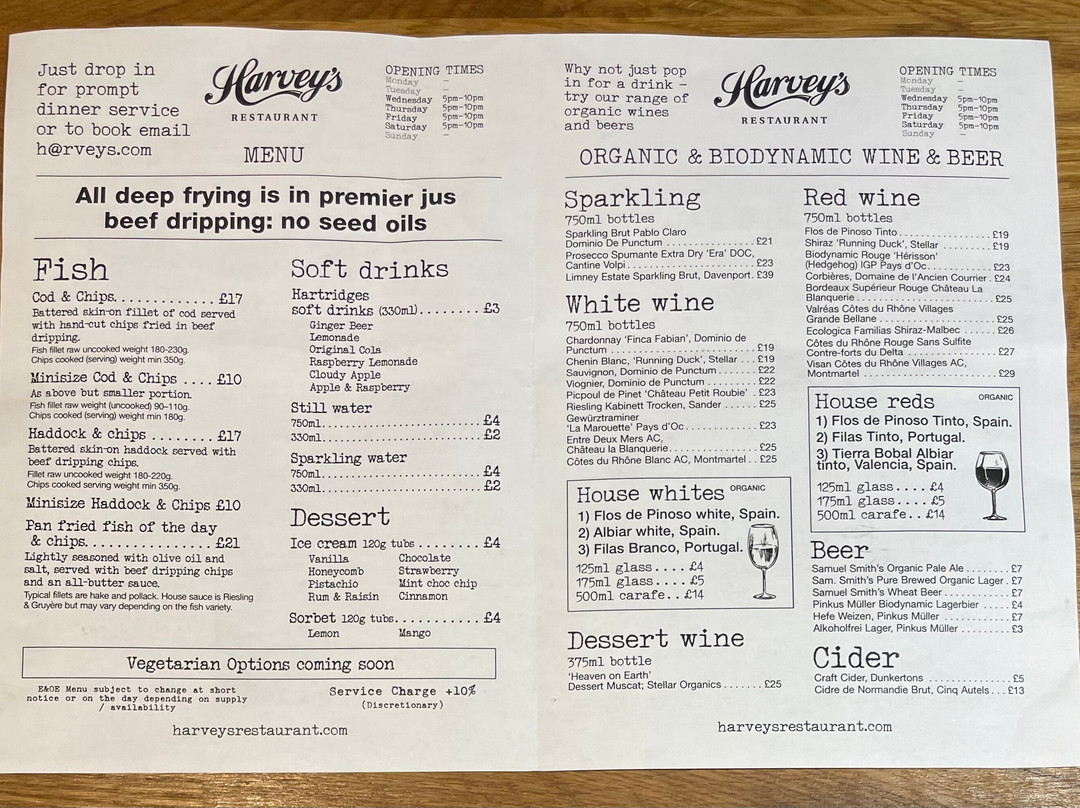 Just drop in
for prompt
dinner service
or to book email
h@rveys.com
Harvey's
RESTAURANT
MENU
OPENING TIMES
Monday –
Tuesday –
Wednesday 5pm-10pm
Thursday 5pm-10pm
Friday 5pm-10pm
Saturday 5pm-10pm
Sunday –
All deep frying is in premier jus
beef dripping: no seed oils
Fish
Cod & Chips. . . . . . . . . . . . £17
Battered skin-on fillet of cod served
with hand-cut chips fried in beef
dripping.
Fish fillet raw uncooked weight 180-230g.
Chips cooked (serving) weight min 350g.
Minisize Cod & Chips . . . . £10
As above but smaller portion.
Fish fillet raw weight (uncooked) 90–110g.
Chips cooked (serving) weight min 180g.
Haddock & chips . . . . . . . . £17
Battered skin-on haddock served with
beef dripping chips.
Fillet raw uncooked weight 180-220g.
Chips cooked serving weight min 350g.
Minisize Haddock & Chips £10
Pan fried fish of the day
& chips. . . . . . . . . . . . . . . £21
Lightly seasoned with olive oil and
salt, served with beef dripping chips
and an all-butter sauce.
Typical fillets are hake and pollack. House sauce is Riesling
& Gruyère but may vary depending on the fish variety.
Soft drinks
Hartridges
soft drinks (330ml). . . . . . . . £3
Ginger Beer
Lemonade
Original Cola
Raspberry Lemonade
Cloudy Apple
Apple & Raspberry
Still water
750ml. . . . . . . . . . . . . . . . . . . . £4
330ml. . . . . . . . . . . . . . . . . . . . £2
Sparkling water
750ml. . . . . . . . . . . . . . . . . . . . £4
330ml. . . . . . . . . . . . . . . . . . . . £2
Dessert
Ice cream 120g tubs. . . . . . . . £4
Vanilla Chocolate
Honeycomb Strawberry
Pistachio Mint choc chip
Rum & Raisin Cinnamon
Sorbet 120g tubs. . . . . . . . . . . £4
Lemon Mango
Vegetarian Options coming soon
E&OE Menu subject to change at short
notice or on the day depending on supply
/ availability
Service Charge +10%
(Discretionary)
harveysrestaurant.com
Why not just pop
in for a drink –
try our range of
organic wines
and beers
Harvey's
RESTAURANT
OPENING TIMES
Monday –
Tuesday –
Wednesday 5pm-10pm
Thursday 5pm-10pm
Friday 5pm-10pm
Saturday 5pm-10pm
Sunday –
ORGANIC & BIODYNAMIC WINE & BEER
Sparkling
750ml bottles
Sparkling Brut Pablo Claro
Dominio De Punctum . . . . . . . . . . . . . . £21
Prosecco Spumante Extra Dry 'Era' DOC,
Cantine Volpi . . . . . . . . . . . . . . . . . . . . £23
Limney Estate Sparkling Brut, Davenport. £39
White wine
750ml bottles
Chardonnay 'Finca Fabian', Dominio de
Punctum . . . . . . . . . . . . . . . . . . . . . . . £19
Chenin Blanc, 'Running Duck', Stellar . . . £19
Sauvignon, Dominio de Punctum . . . . . . . £22
Viognier, Dominio de Punctum . . . . . . . . £22
Picpoul de Pinet 'Château Petit Roubie' . £23
Riesling Kabinett Trocken, Sander . . . . . . £25
Gewürztraminer
'La Marouette' Pays d'Oc. . . . . . . . . . . . £23
Entre Deux Mers AC,
Château la Blanquerie. . . . . . . . . . . . . . £25
Côtes du Rhône Blanc AC, Montmartel . . £25
House whites ORGANIC
1) Flos de Pinoso white, Spain.
2) Albiar white, Spain.
3) Filas Branco, Portugal.
125ml glass. . . . £4
175ml glass. . . . £5
500ml carafe. . £14
Dessert wine
375ml bottle
'Heaven on Earth'
Dessert Muscat; Stellar Organics . . . . . . . £25
Red wine
750ml bottles
Flos de Pinoso Tinto . . . . . . . . . . . . . . . £19
Shiraz 'Running Duck', Stellar . . . . . . . . . £19
Biodynamic Rouge 'Hérisson'
(Hedgehog) IGP Pays d'Oc. . . . . . . . . . . £23
Corbières, Domaine de l'Ancien Courrier . £24
Bordeaux Supérieur Rouge Château La
Blanquerie. . . . . . . . . . . . . . . . . . . . . . £25
Valréas Côtes du Rhône Villages
Grande Bellane . . . . . . . . . . . . . . . . . . £25
Ecologica Familias Shiraz-Malbec . . . . . . £26
Côtes du Rhône Rouge Sans Sulfite
Contre-forts du Delta . . . . . . . . . . . . . . £27
Visan Côtes du Rhône Villages AC,
Montmartel . . . . . . . . . . . . . . . . . . . . . £29
House reds ORGANIC
1) Flos de Pinoso Tinto, Spain.
2) Filas Tinto, Portugal.
3) Tierra Bobal Albiar
tinto, Valencia, Spain.
125ml glass. . . . £4
175ml glass. . . . £5
500ml carafe. . £14
Beer
Samuel Smith's Organic Pale Ale . . . . . . . £7
Sam. Smith's Pure Brewed Organic Lager. £7
Samuel Smith's Wheat Beer . . . . . . . . . . £7
Pinkus Müller Biodynamic Lagerbier . . . . . £4
Hefe Weizen, Pinkus Müller . . . . . . . . . . £7
Alkoholfrei Lager, Pinkus Müller . . . . . . . . £3
Cider
Craft Cider, Dunkertons . . . . . . . . . . . . . £5
Cidre de Normandie Brut, Cinq Autels . . . £13
harveysrestaurant.com